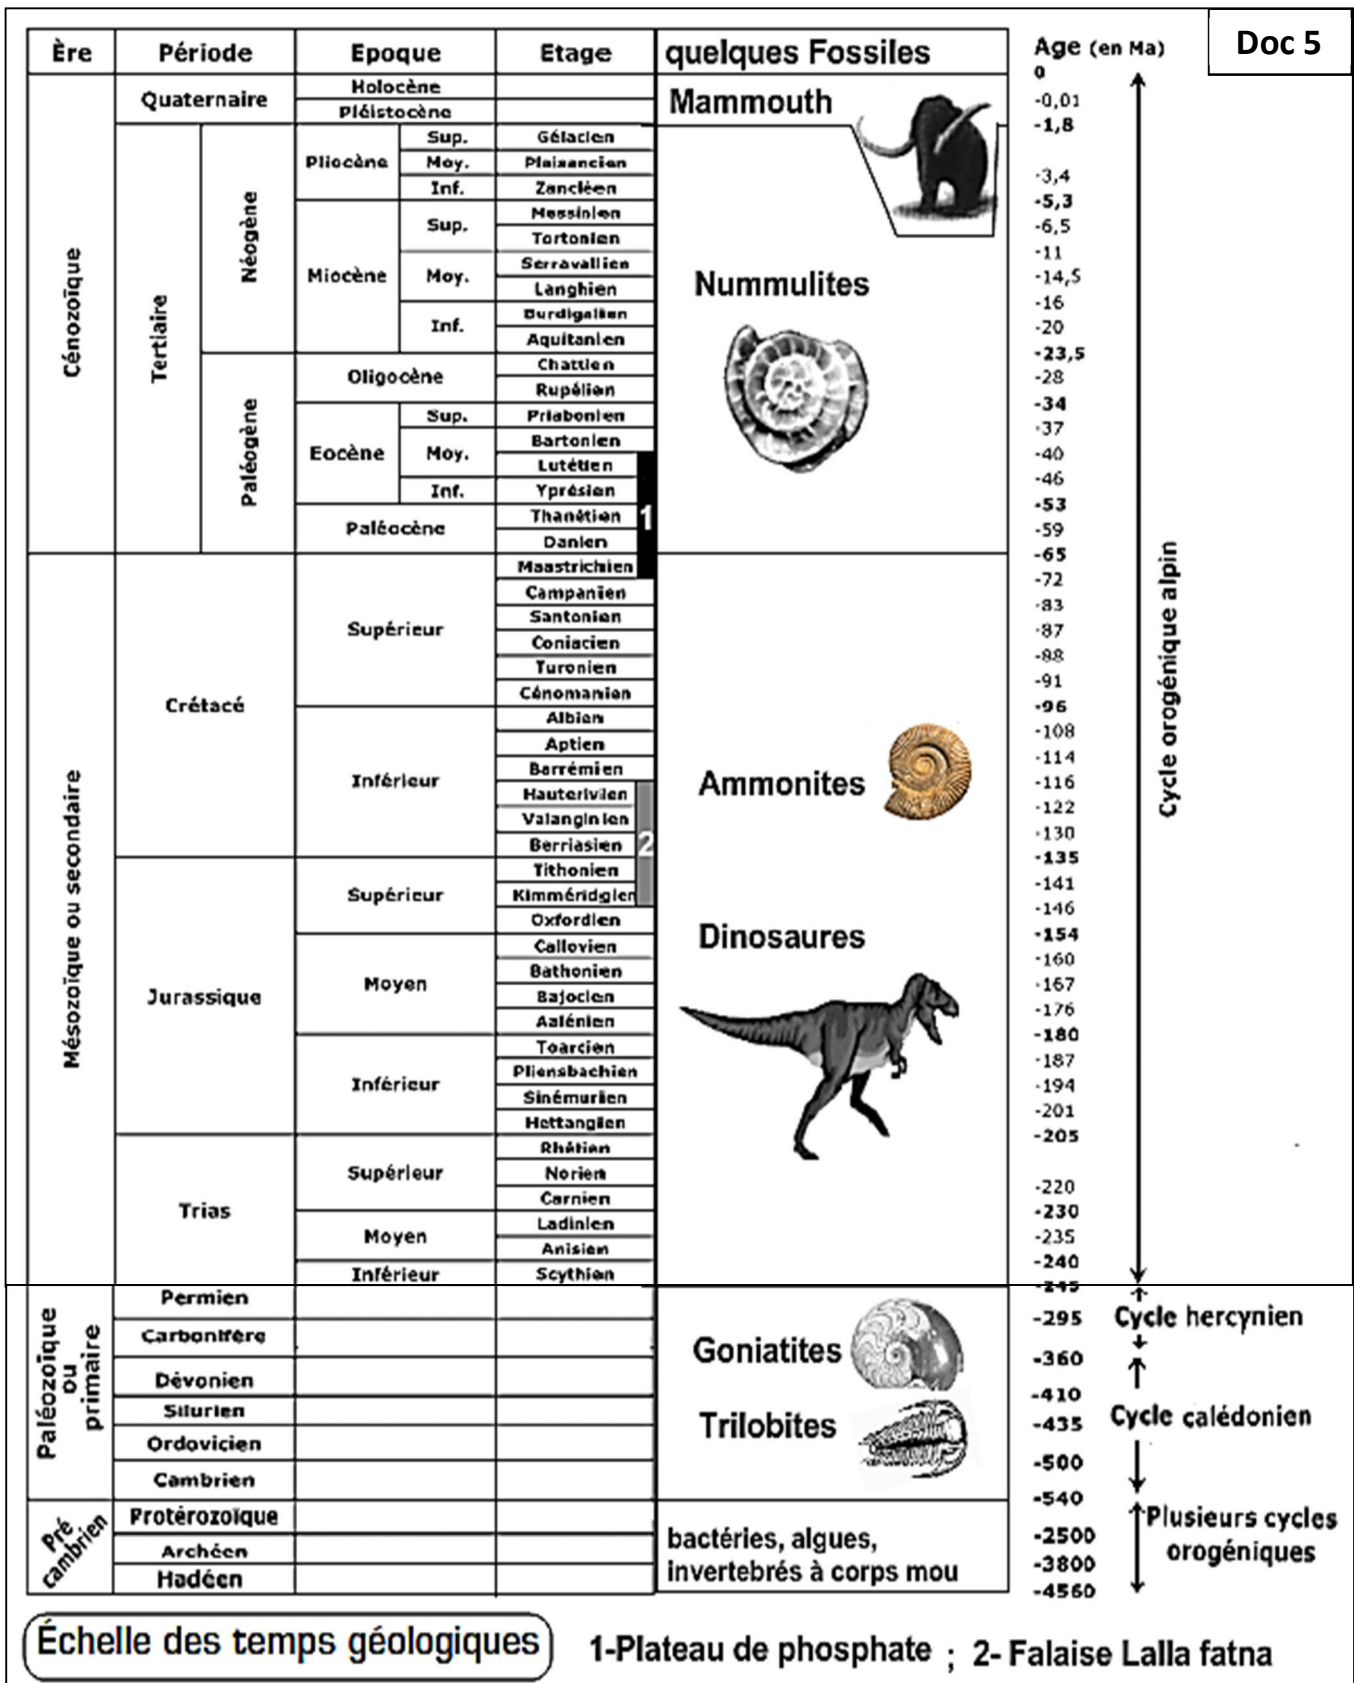 Doc 5
Ère Période Epoque Etage quelques Fossiles Age (en Ma)
0
Cénozoïque
Quaternaire
Holocène
Pléistocène
Mammouth
-0,01
-1,8
Tertiaire
Néogène
Pliocène
Sup. Gélacien
Moy. Plaisancien
-3,4
Inf. Zancléen
-5,3
Miocène
Sup.
Messinien
-6,5
Tortonien
-11
Moy.
Serravallien
-14,5
Langhien
-16
Inf.
Burdigalien
-20
Aquitanien
-23,5
Nummulites
Paléogène
Oligocène
Chattien
-28
Rupélien
-34
Eocène
Sup. Priabonien
-37
Moy.
Bartonien
-40
Lutétien
-46
Inf. Yprésien
-53
Paléocène
Thanétien
-59
Danien
-65
1
Mésozoïque ou secondaire
Crétacé
Supérieur
Maastrichien
-72
Campanien
-83
Santonien
-87
Coniacien
-88
Turonien
-91
Cénomanien
-96
Inférieur
Albien
-108
Aptien
-114
Barrémien
-116
Hauterivien
-122
Valanginien
-130
Berriasien
-135
2
Ammonites
Jurassique
Supérieur
Tithonien
-141
Kimméridgien
-146
Oxfordien
-154
Dinosaures
Moyen
Callovien
-160
Bathonien
-167
Bajocien
-176
Aalénien
-180
Inférieur
Toarcien
-187
Pliensbachien
-194
Sinémurien
-201
Hettangiien
-205
Trias
Supérieur
Rhétien
Norien
-220
Carnien
-230
Moyen
Ladinien
-235
Anisien
-240
Inférieur Scythien
-245
Cycle orogénique alpin
Paléozoïque
ou
primaire
Permien
-295
Cycle hercynien
Carbonifère
-360
Goniatites
Dévonien
-410
Silurien
-435
Cycle calédonien
Trilobites
Ordovicien
-500
Cambrien
-540
Pré
cambrien
Protérozoïque
-2500
Archéen
-3800
Hadéen
-4560
bactéries, algues,
invertebrés à corps mou
Plusieurs cycles
orogéniques
Échelle des temps géologiques
1-Plateau de phosphate ; 2- Falaise Lalla fatna